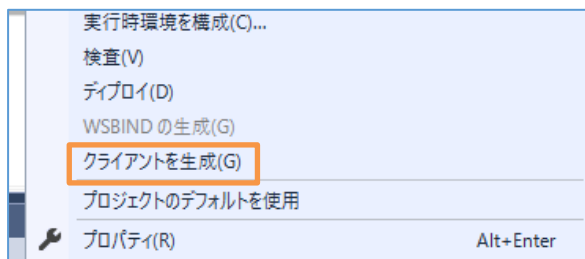 実行時環境を構成(C)...
検査(V)
ディプロイ(D)
WSBIND の生成(G)
クライアントを生成(G)
プロジェクトのデフォルトを使用
プロパティ(R) Alt+Enter